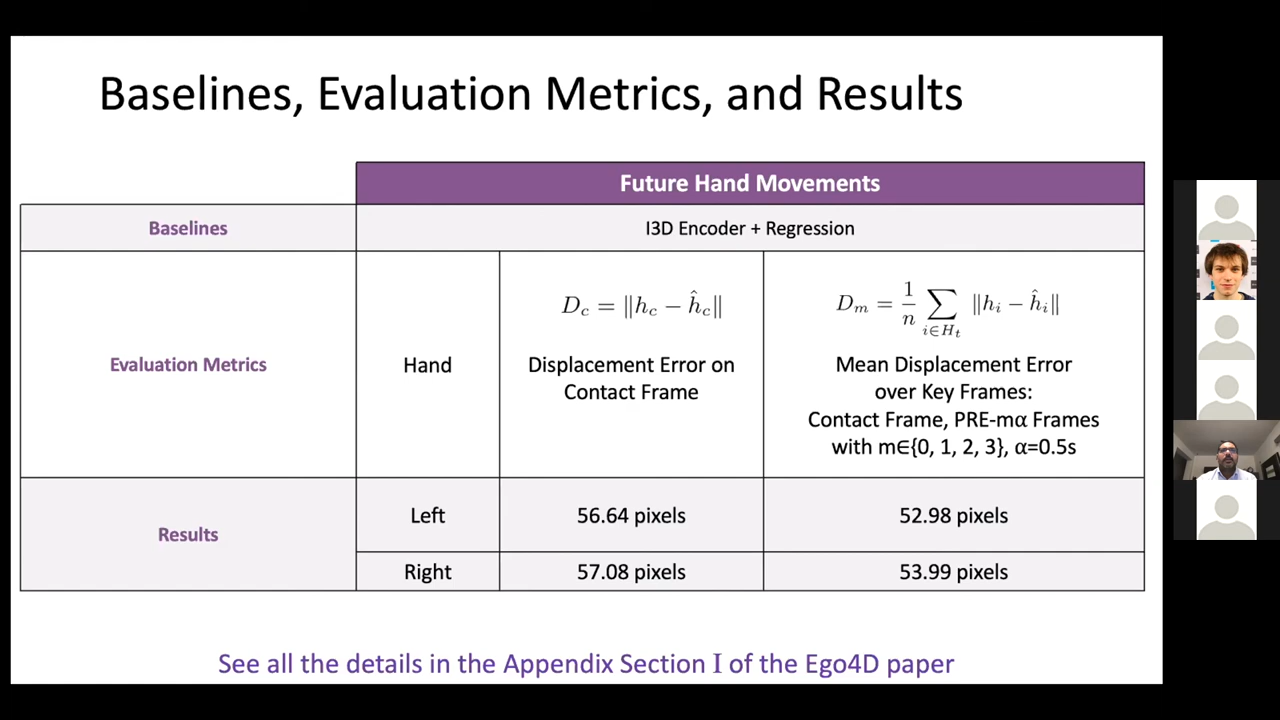 Baselines, Evaluation Metrics, and Results
Future Hand Movements
Baselines
I3D Encoder + Regression
Evaluation Metrics
Hand
D_c = ‖h_c − ĥ_c‖
Displacement Error on
Contact Frame
D_m = 1/n ∑_{i∈H_t} ‖h_i − ĥ_i‖
Mean Displacement Error
over Key Frames:
Contact Frame, PRE-mα Frames
with m∈{0, 1, 2, 3}, α=0.5s
Results
Left
56.64 pixels
52.98 pixels
Right
57.08 pixels
53.99 pixels
See all the details in the Appendix Section I of the Ego4D paper